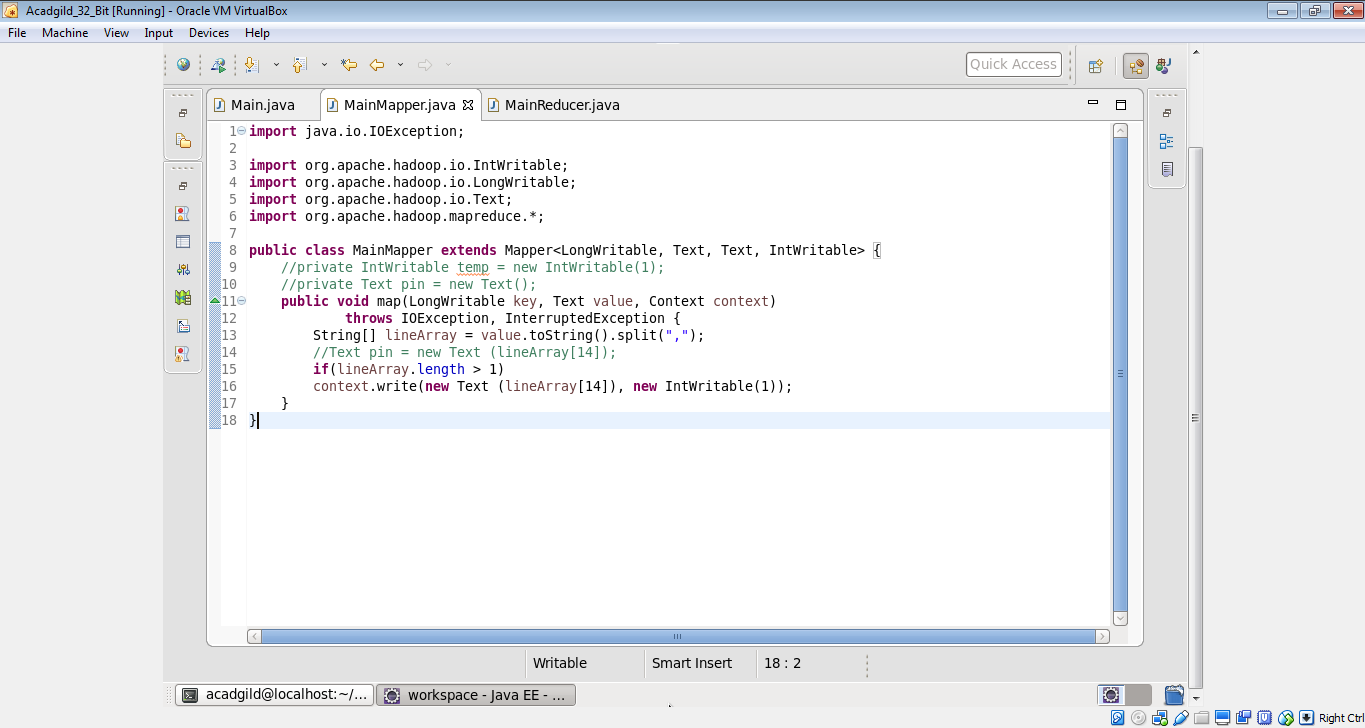 Acadgild_32_Bit [Running] - Oracle VM VirtualBox
File Machine View Input Devices Help
Quick Access
Main.java MainMapper.java MainReducer.java
1 import java.io.IOException;
2
3 import org.apache.hadoop.io.IntWritable;
4 import org.apache.hadoop.io.LongWritable;
5 import org.apache.hadoop.io.Text;
6 import org.apache.hadoop.mapreduce.*;
7
8 public class MainMapper extends Mapper<LongWritable, Text, Text, IntWritable> {
9 //private IntWritable temp = new IntWritable(1);
10 //private Text pin = new Text();
11 public void map(LongWritable key, Text value, Context context)
12 throws IOException, InterruptedException {
13 String[] lineArray = value.toString().split(",");
14 //Text pin = new Text (lineArray[14]);
15 if(lineArray.length > 1)
16 context.write(new Text (lineArray[14]), new IntWritable(1));
17 }
18 }
Writable Smart Insert 18 : 2
acadgild@localhost:~/... workspace - Java EE - ...
Right Ctrl